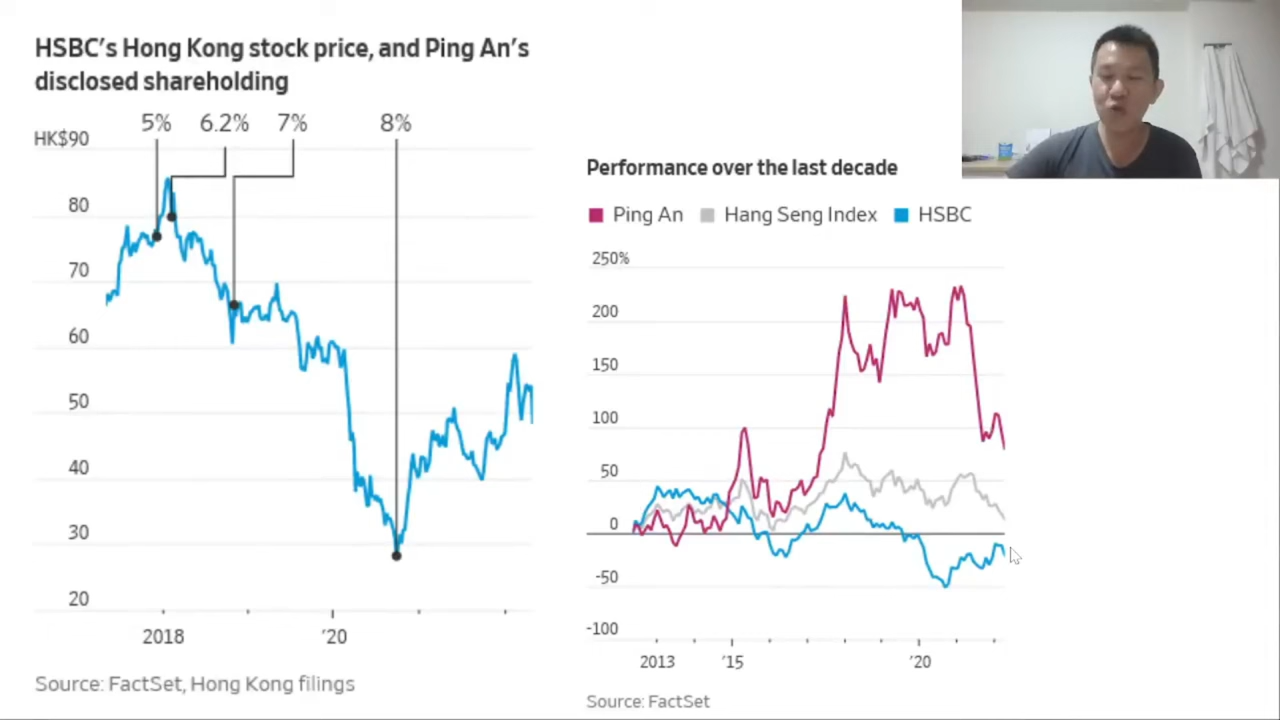 HSBC's Hong Kong stock price, and Ping An's
disclosed shareholding
5% 6.2% 7% 8%
HK$90
80
70
60
50
40
30
20
2018 '20
Source: FactSet, Hong Kong filings
Performance over the last decade
Ping An Hang Seng Index HSBC
250%
200
150
100
50
0
-50
-100
2013 '15 '20
Source: FactSet